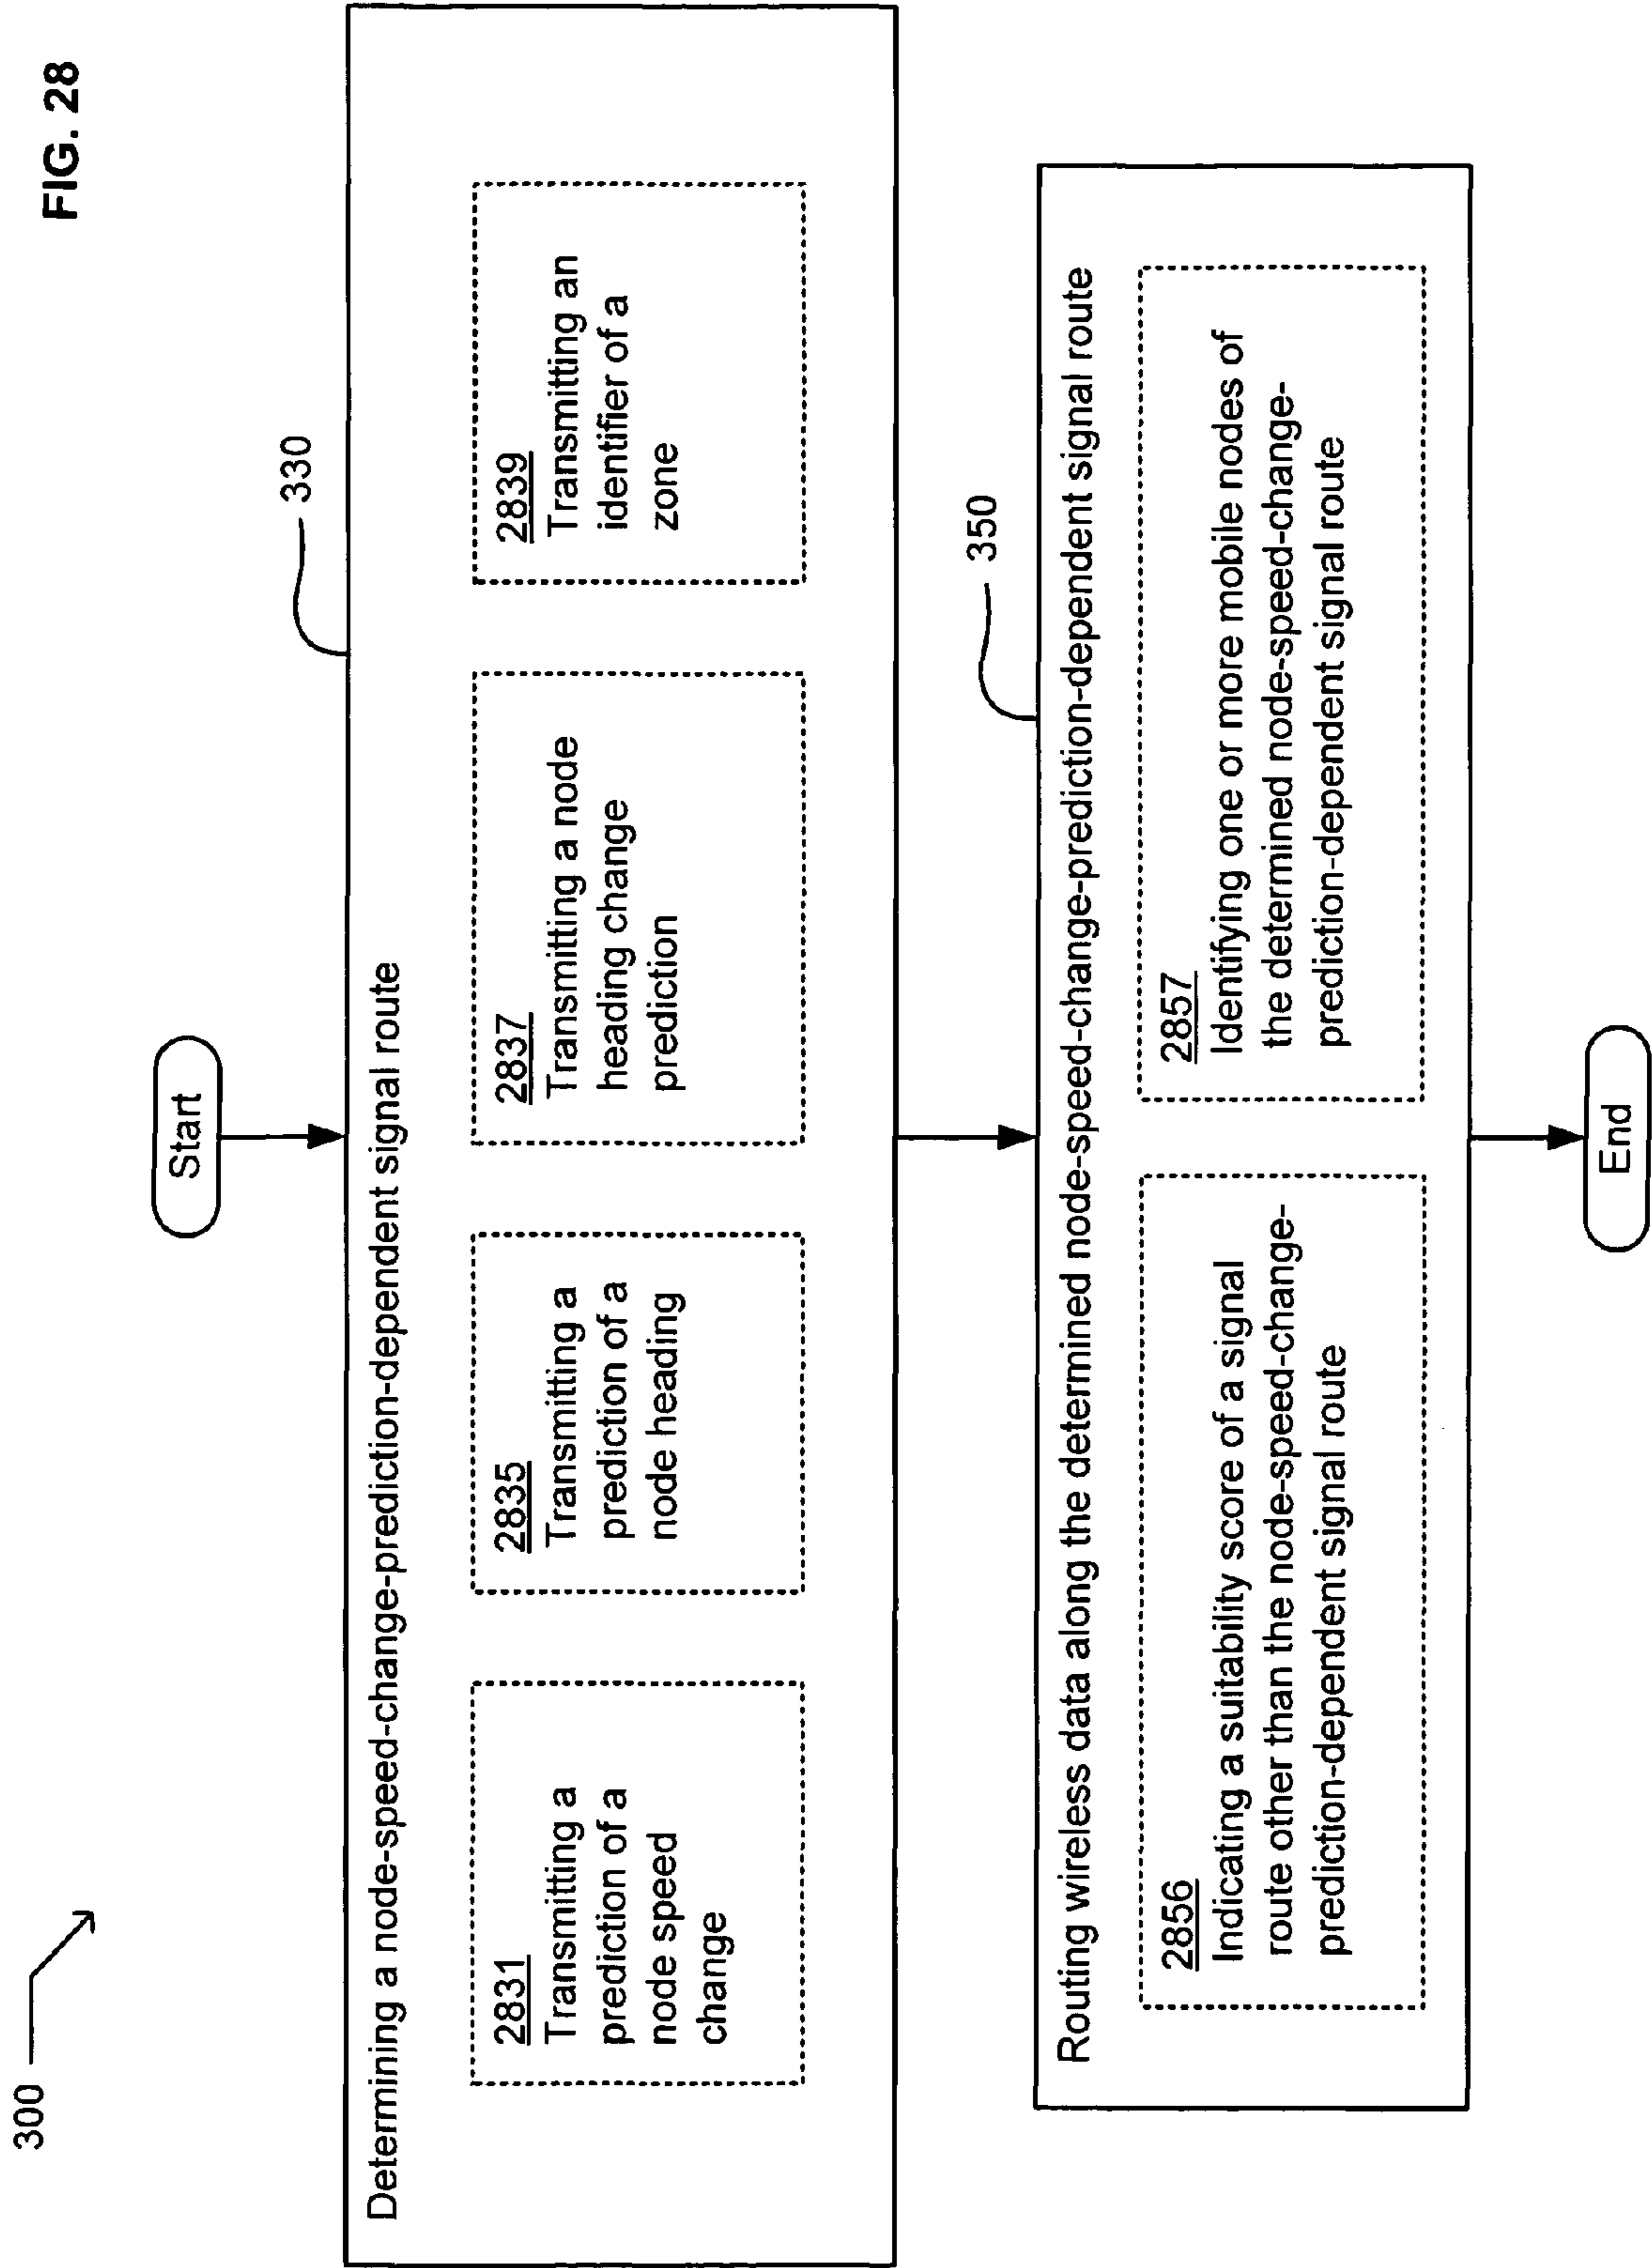 FIG. 28
300
Start
330
Determining a node-speed-change-prediction-dependent signal route
2831
Transmitting a
prediction of a
node speed
change
2835
Transmitting a
prediction of a
node heading
2837
Transmitting a node
heading change
prediction
2839
Transmitting an
identifier of a
zone
350
Routing wireless data along the determined node-speed-change-prediction-dependent signal route
2856
Indicating a suitability score of a signal
route other than the node-speed-change-
prediction-dependent signal route
2857
Identifying one or more mobile nodes of
the determined node-speed-change-
prediction-dependent signal route
End